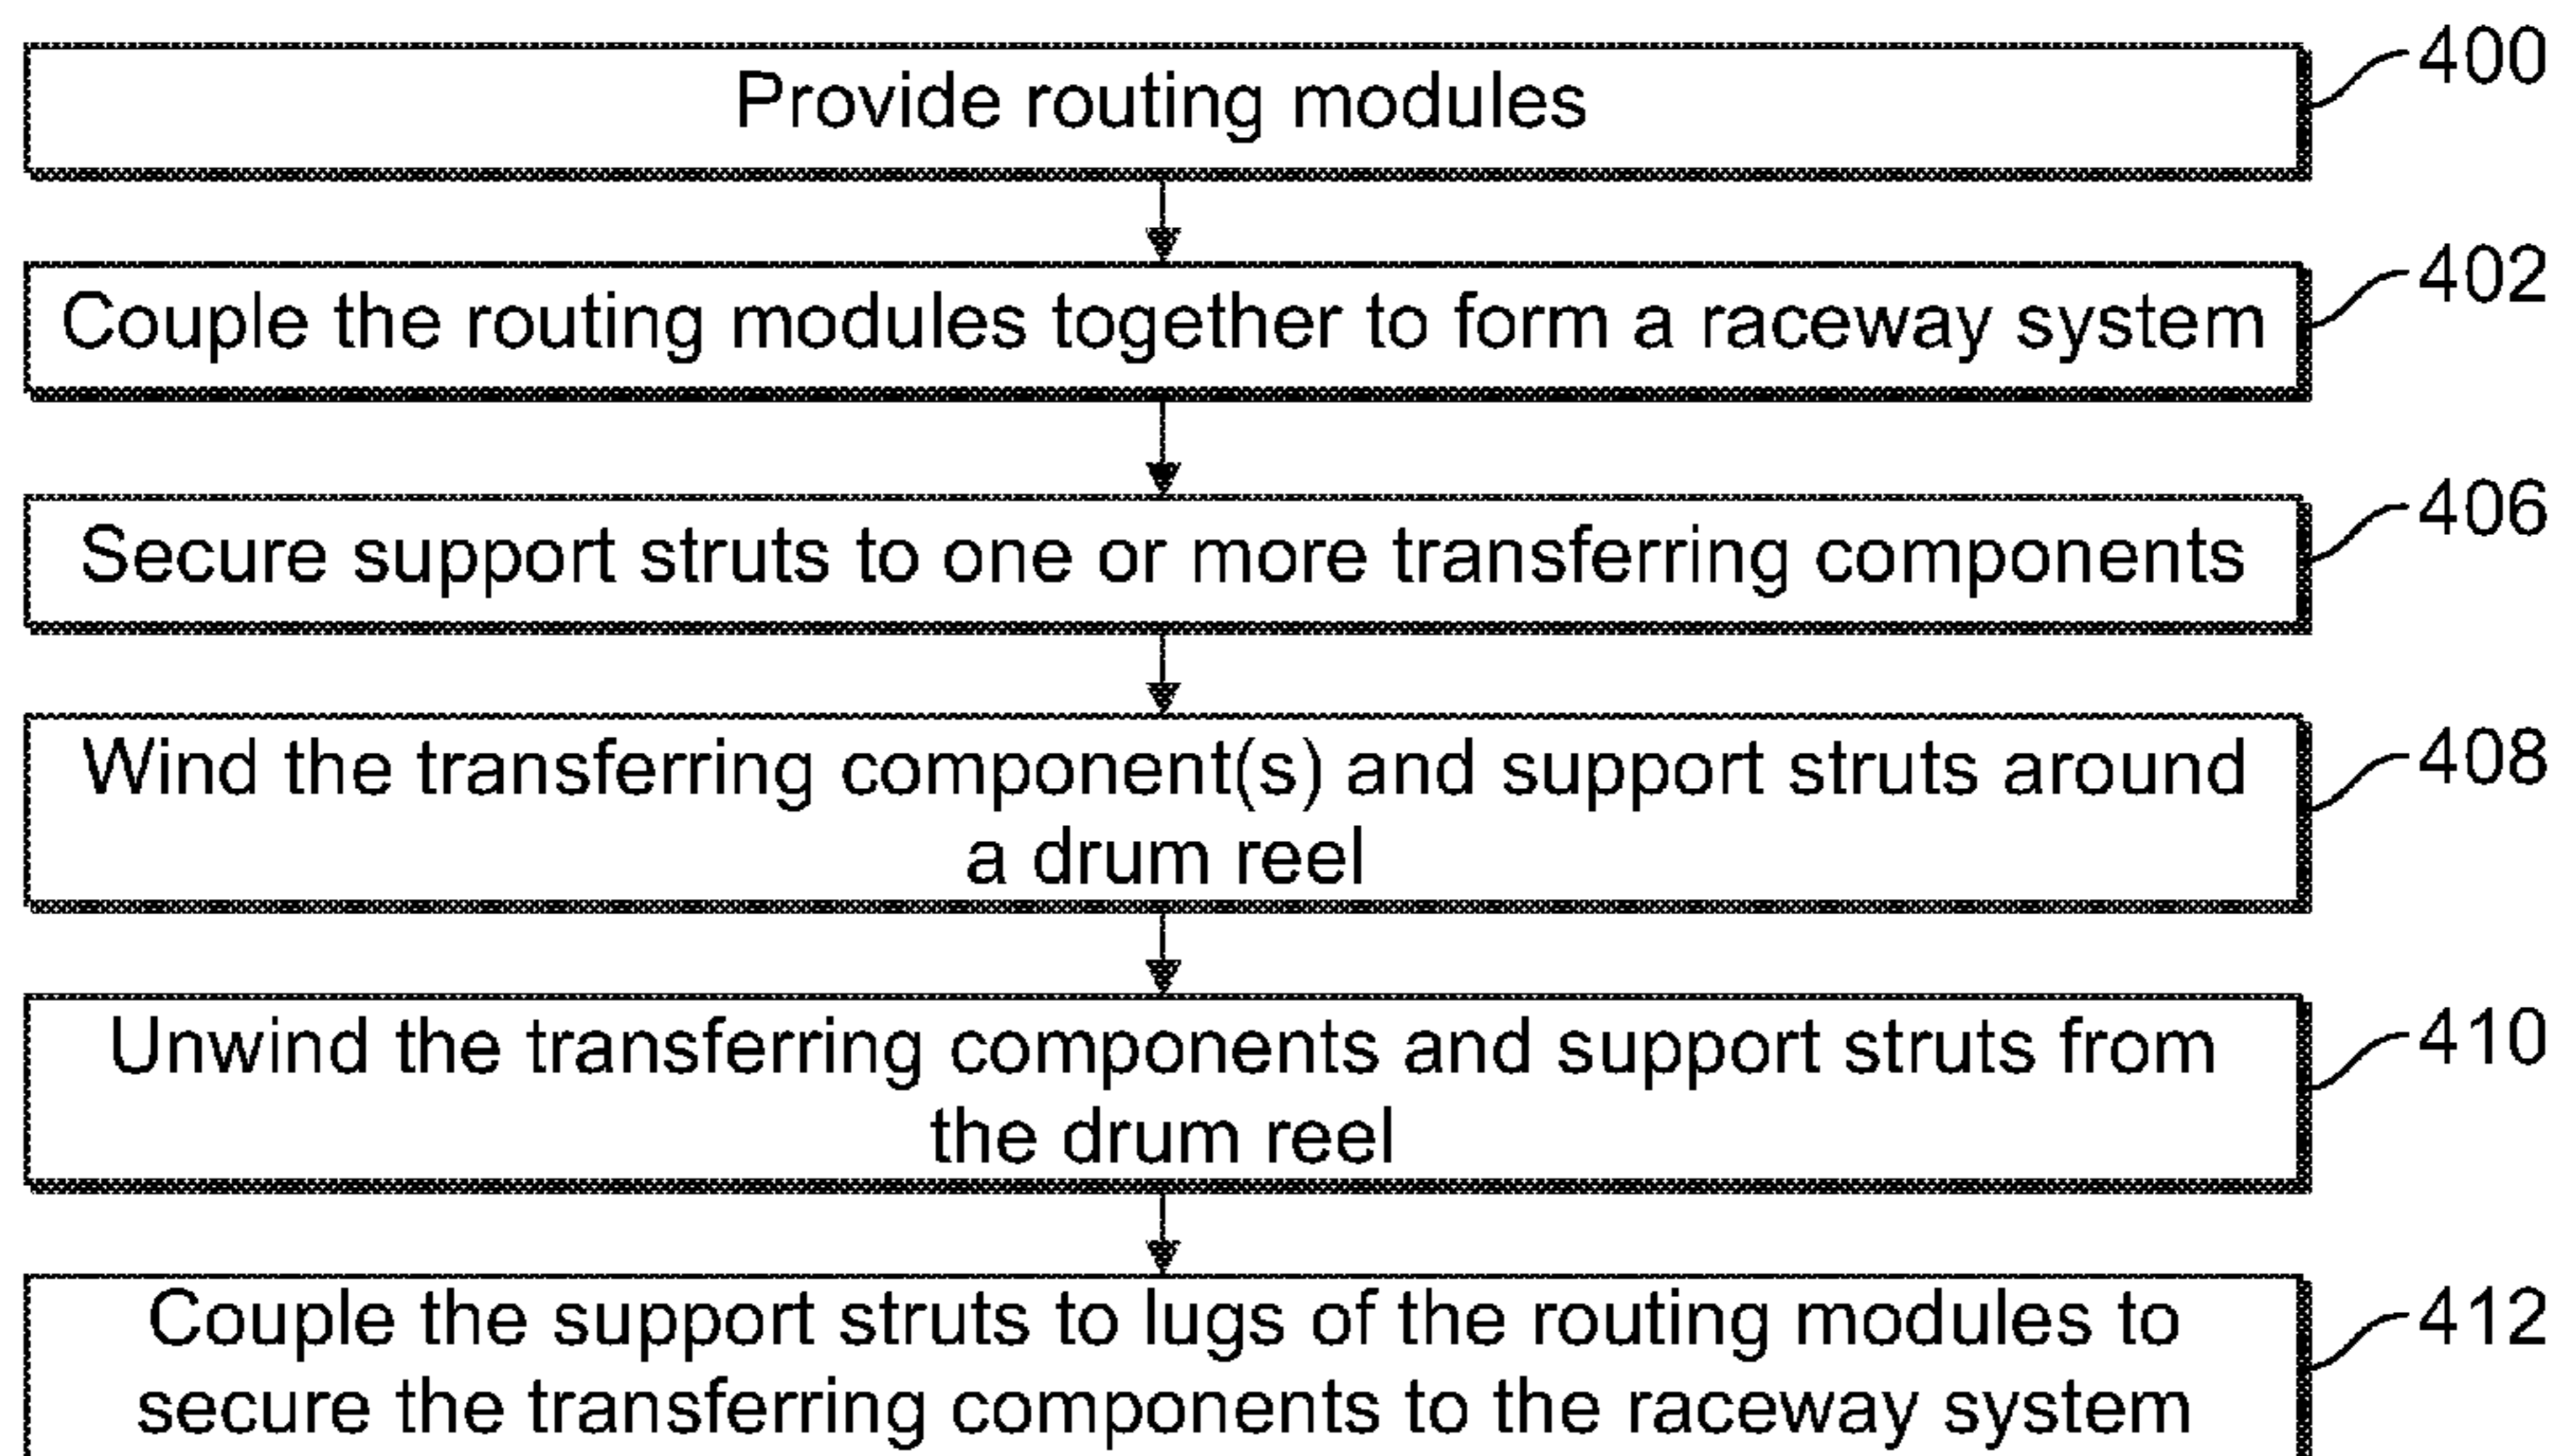 Provide routing modules
400
Couple the routing modules together to form a raceway system
402
Secure support struts to one or more transferring components
406
Wind the transferring component(s) and support struts around
a drum reel
408
Unwind the transferring components and support struts from
the drum reel
410
Couple the support struts to lugs of the routing modules to
secure the transferring components to the raceway system
412